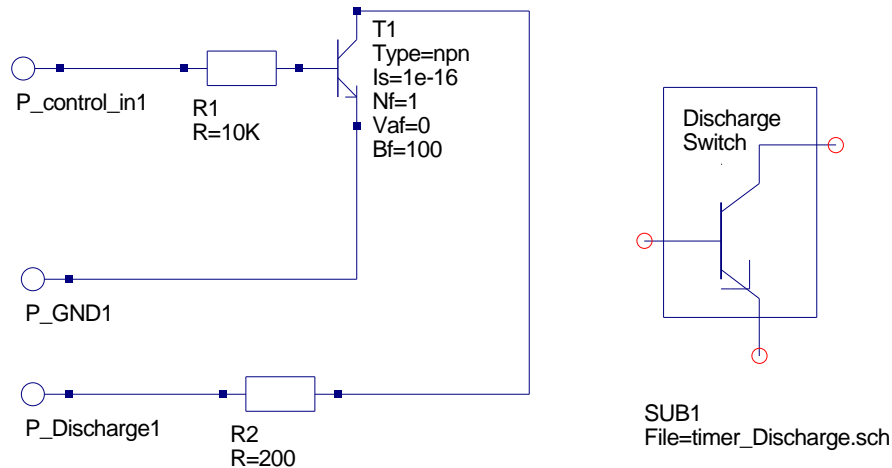 P_control_in1
R1
R=10K
T1
Type=npn
Is=1e-16
Nf=1
Vaf=0
Bf=100
P_GND1
P_Discharge1
R2
R=200
Discharge
Switch
SUB1
File=timer_Discharge.sch